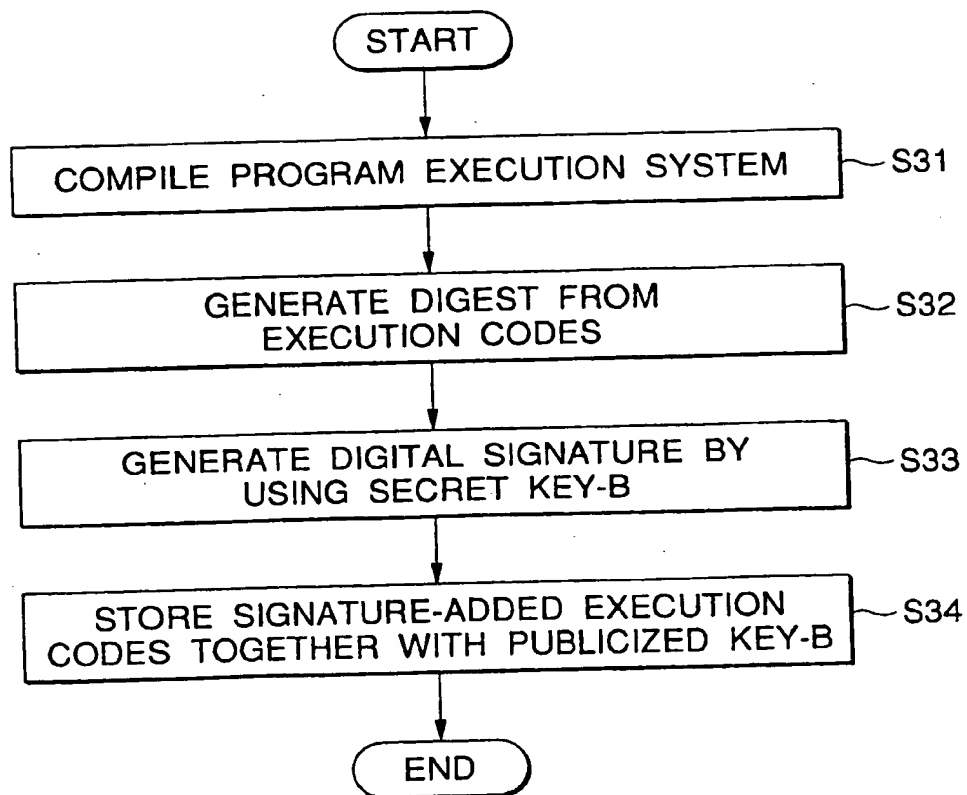 START
COMPILE PROGRAM EXECUTION SYSTEM
S31
GENERATE DIGEST FROM
EXECUTION CODES
S32
GENERATE DIGITAL SIGNATURE BY
USING SECRET KEY-B
S33
STORE SIGNATURE-ADDED EXECUTION
CODES TOGETHER WITH PUBLICIZED KEY-B
S34
END